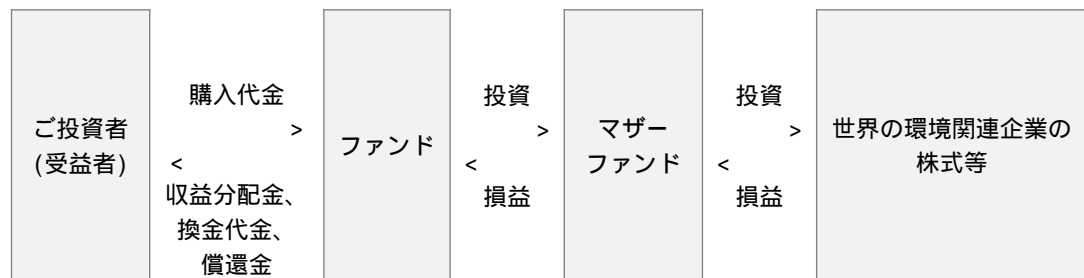 ご投資者
(受益者)
購入代金
>
<
収益分配金、
換金代金、
償還金
ファンド
投資
>
<
損益
マザー
ファンド
投資
>
<
損益
世界の環境関連企業の
株式等